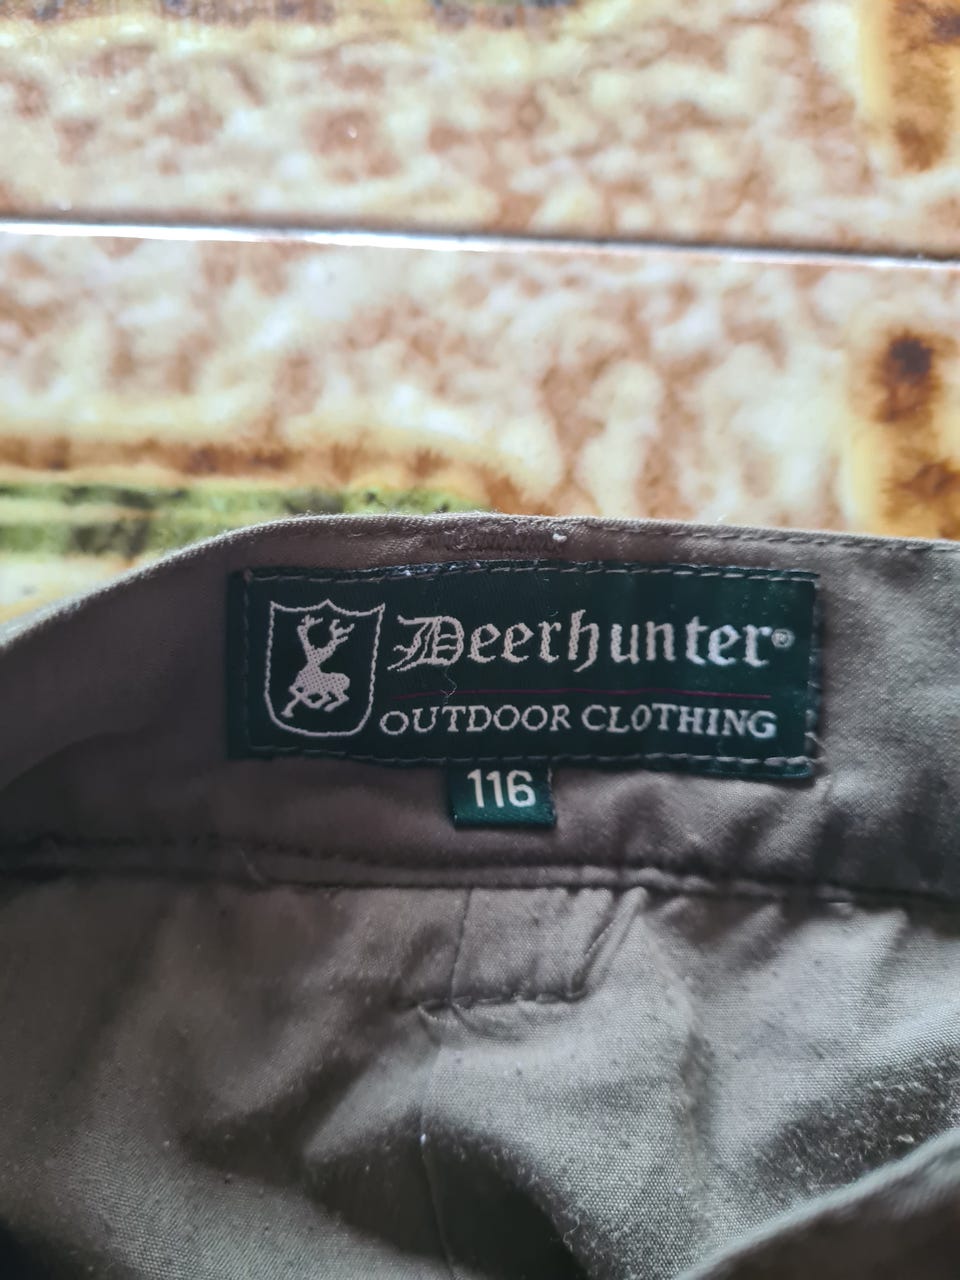 Deerhunter®
OUTDOOR CLOTHING
116